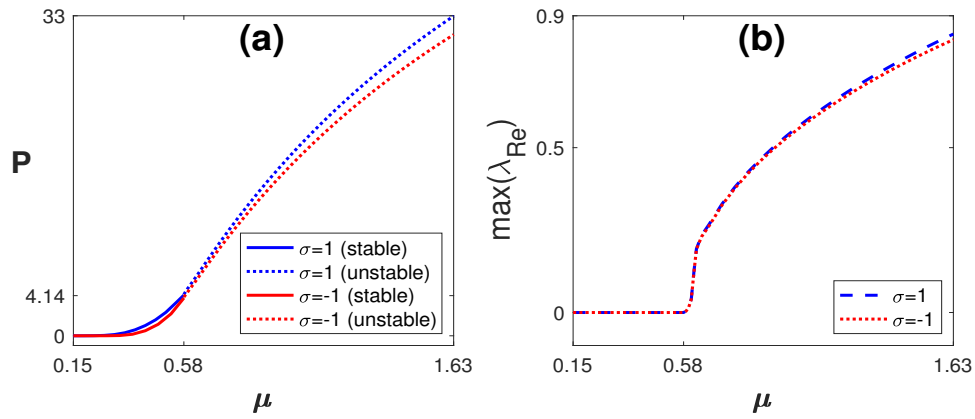 (a)
33
P
4.14
0
σ=1 (stable)
σ=1 (unstable)
σ=-1 (stable)
σ=-1 (unstable)
0.15
0.58
1.63
μ
(b)
0.9
max(λRe)
0.5
0
σ=1
σ=-1
0.15
0.58
1.63
μ